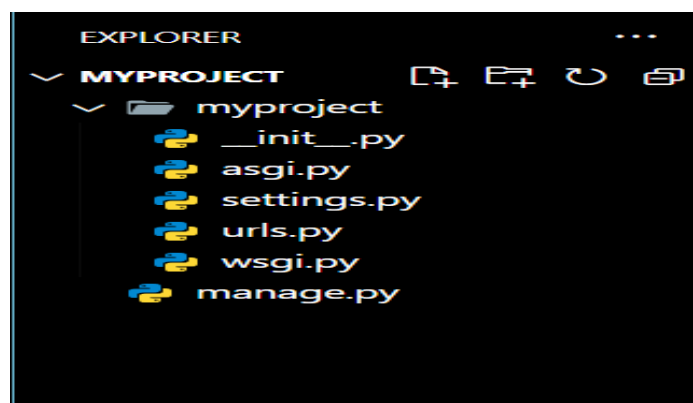 EXPLORER
MYPROJECT
myproject
__init__.py
asgi.py
settings.py
urls.py
wsgi.py
manage.py